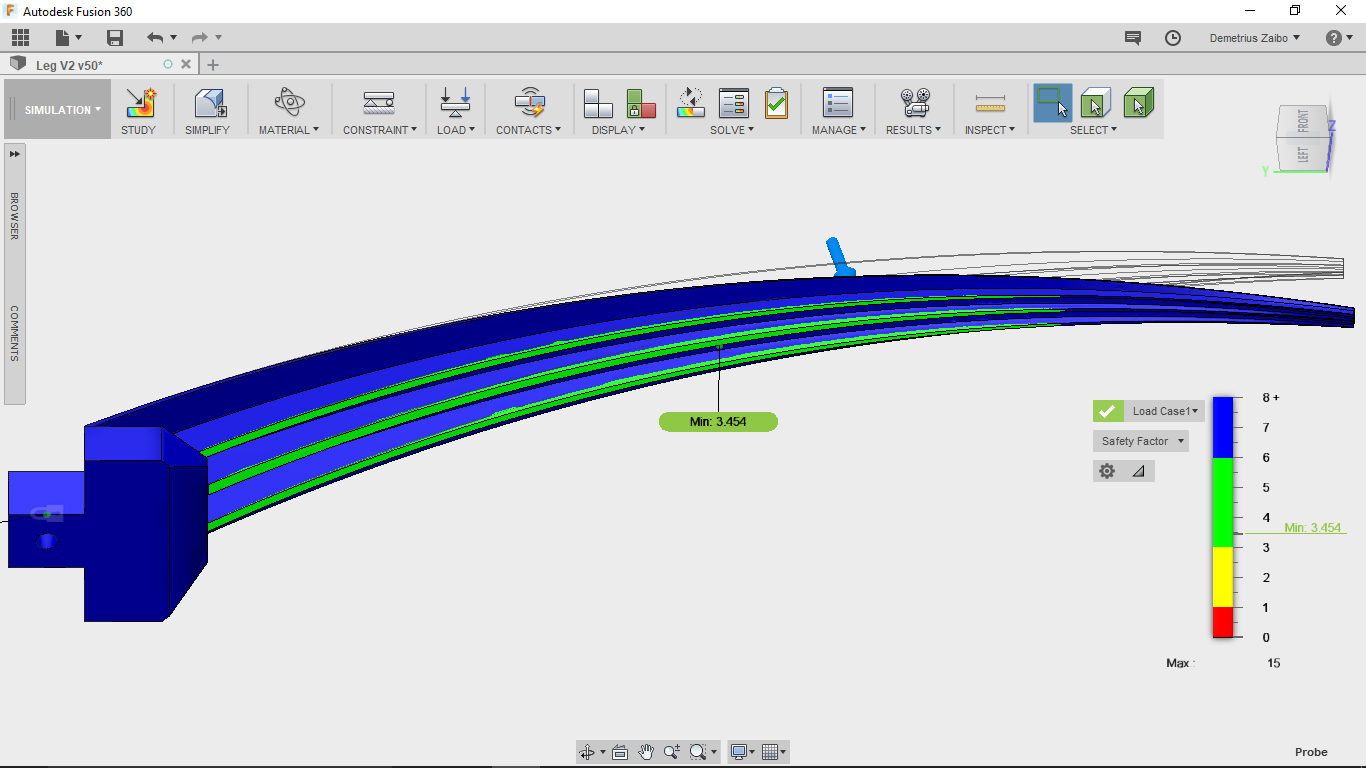 Autodesk Fusion 360
Demetrius Zaibo
Leg V2 v50*
SIMULATION
STUDY
SIMPLIFY
MATERIAL
CONSTRAINT
LOAD
CONTACTS
DISPLAY
SOLVE
MANAGE
RESULTS
INSPECT
SELECT
BROWSER
COMMENTS
FRONT
LEFT
Z
Y
Min: 3.454
Load Case1
Safety Factor
8 +
7
6
5
4
Min: 3.454
3
2
1
0
Max : 15
Probe